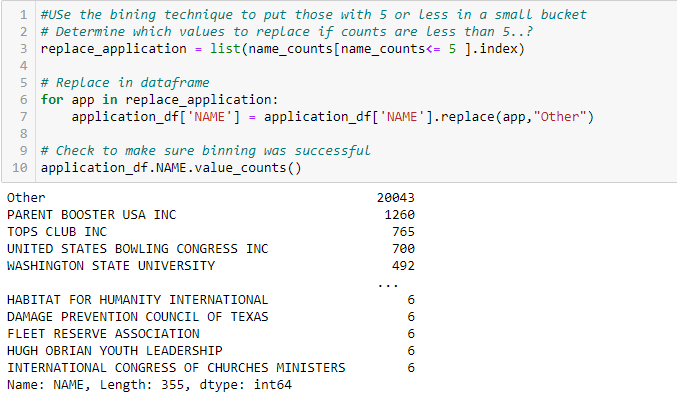 1 #USe the bining technique to put those with 5 or less in a small bucket
2 # Determine which values to replace if counts are less than 5..?
3 replace_application = list(name_counts[name_counts<= 5 ].index)
4
5 # Replace in dataframe
6 for app in replace_application:
7     application_df['NAME'] = application_df['NAME'].replace(app,"Other")
8
9 # Check to make sure binning was successful
10 application_df.NAME.value_counts()
Other 20043
PARENT BOOSTER USA INC 1260
TOPS CLUB INC 765
UNITED STATES BOWLING CONGRESS INC 700
WASHINGTON STATE UNIVERSITY 492
...
HABITAT FOR HUMANITY INTERNATIONAL 6
DAMAGE PREVENTION COUNCIL OF TEXAS 6
FLEET RESERVE ASSOCIATION 6
HUGH OBRIAN YOUTH LEADERSHIP 6
INTERNATIONAL CONGRESS OF CHURCHES MINISTERS 6
Name: NAME, Length: 355, dtype: int64